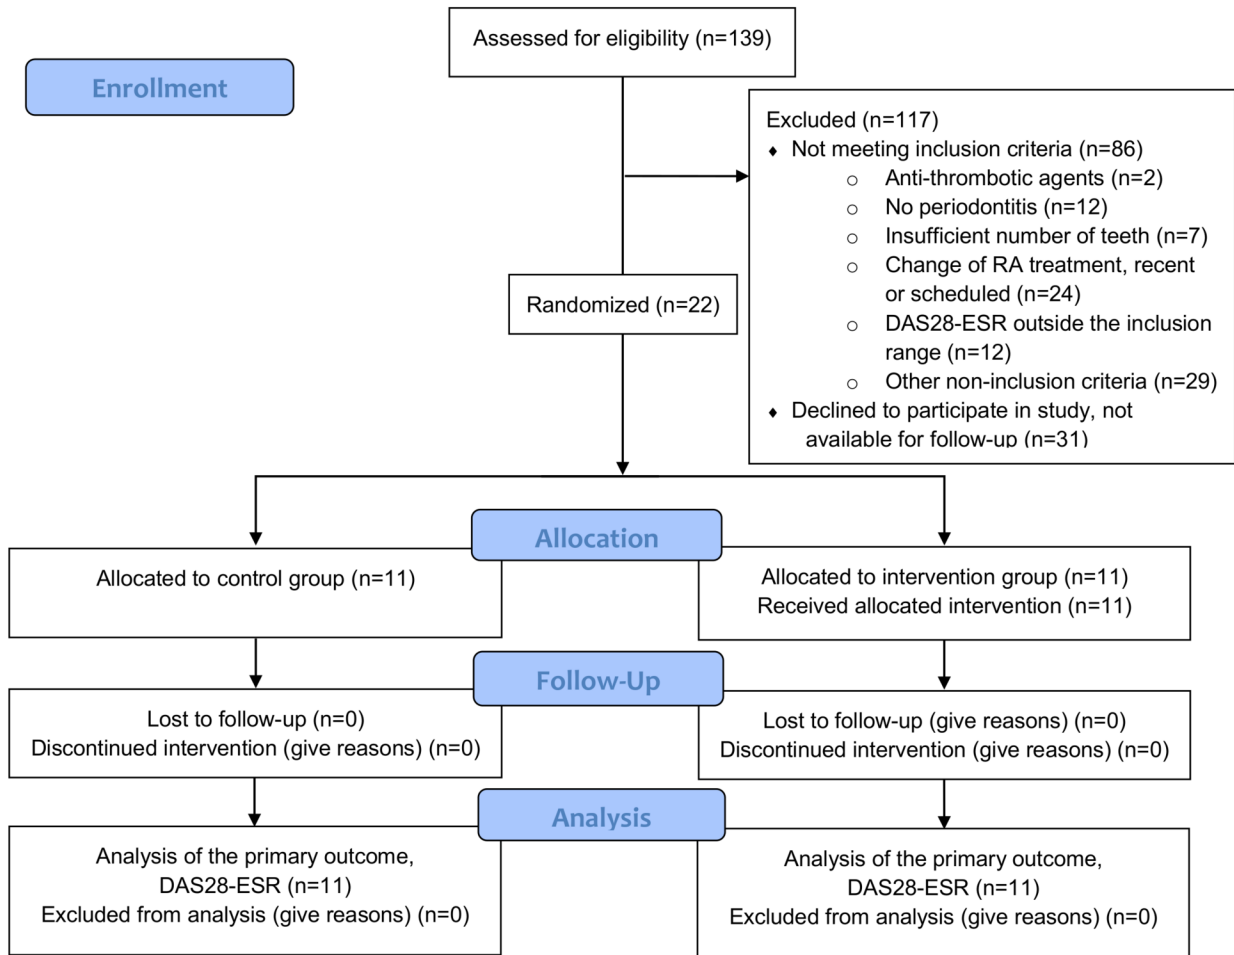 Assessed for eligibility (n=139)
Enrollment
Excluded (n=117)
♦ Not meeting inclusion criteria (n=86)
○ Anti-thrombotic agents (n=2)
○ No periodontitis (n=12)
○ Insufficient number of teeth (n=7)
○ Change of RA treatment, recent
or scheduled (n=24)
○ DAS28-ESR outside the inclusion
range (n=12)
○ Other non-inclusion criteria (n=29)
♦ Declined to participate in study, not
available for follow-up (n=31)
Randomized (n=22)
Allocation
Allocated to control group (n=11)
Allocated to intervention group (n=11)
Received allocated intervention (n=11)
Follow-Up
Lost to follow-up (n=0)
Discontinued intervention (give reasons) (n=0)
Lost to follow-up (give reasons) (n=0)
Discontinued intervention (give reasons) (n=0)
Analysis
Analysis of the primary outcome,
DAS28-ESR (n=11)
Excluded from analysis (give reasons) (n=0)
Analysis of the primary outcome,
DAS28-ESR (n=11)
Excluded from analysis (give reasons) (n=0)